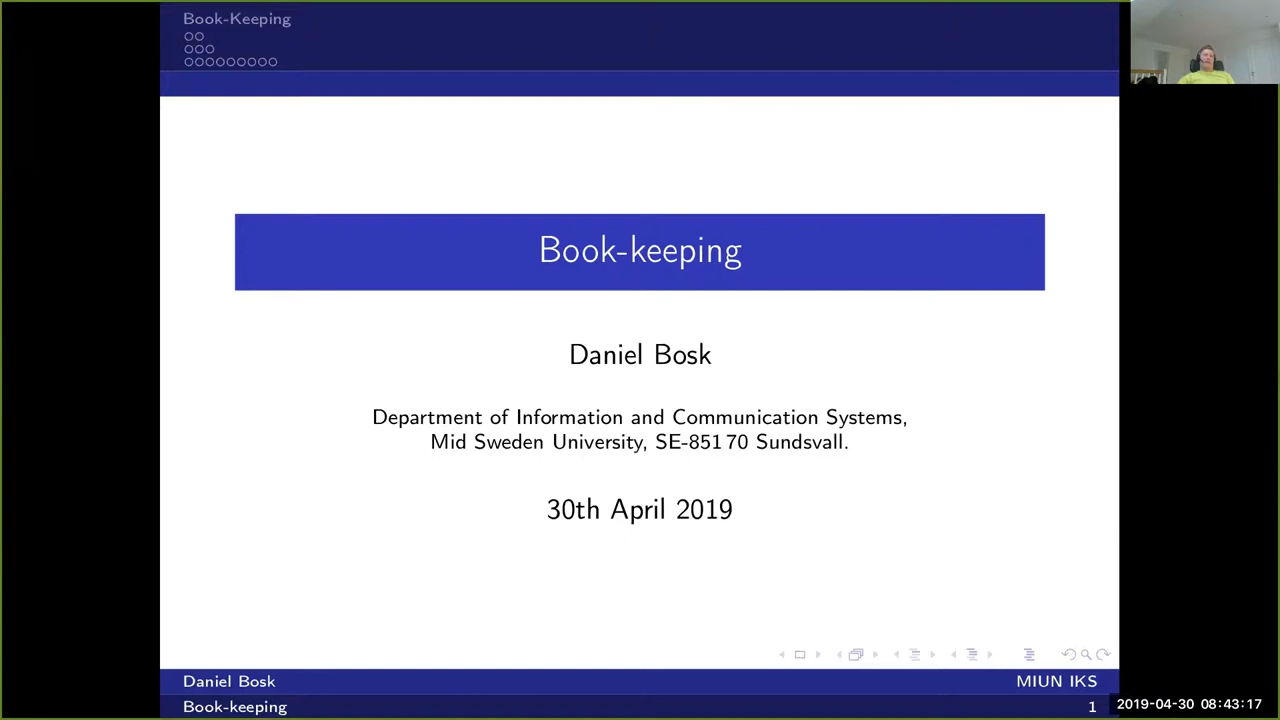 Book-Keeping
Book-keeping
Daniel Bosk
Department of Information and Communication Systems,
Mid Sweden University, SE-851 70 Sundsvall.
30th April 2019
Daniel Bosk MIUN IKS
Book-keeping 1
2019-04-30 08:43:17